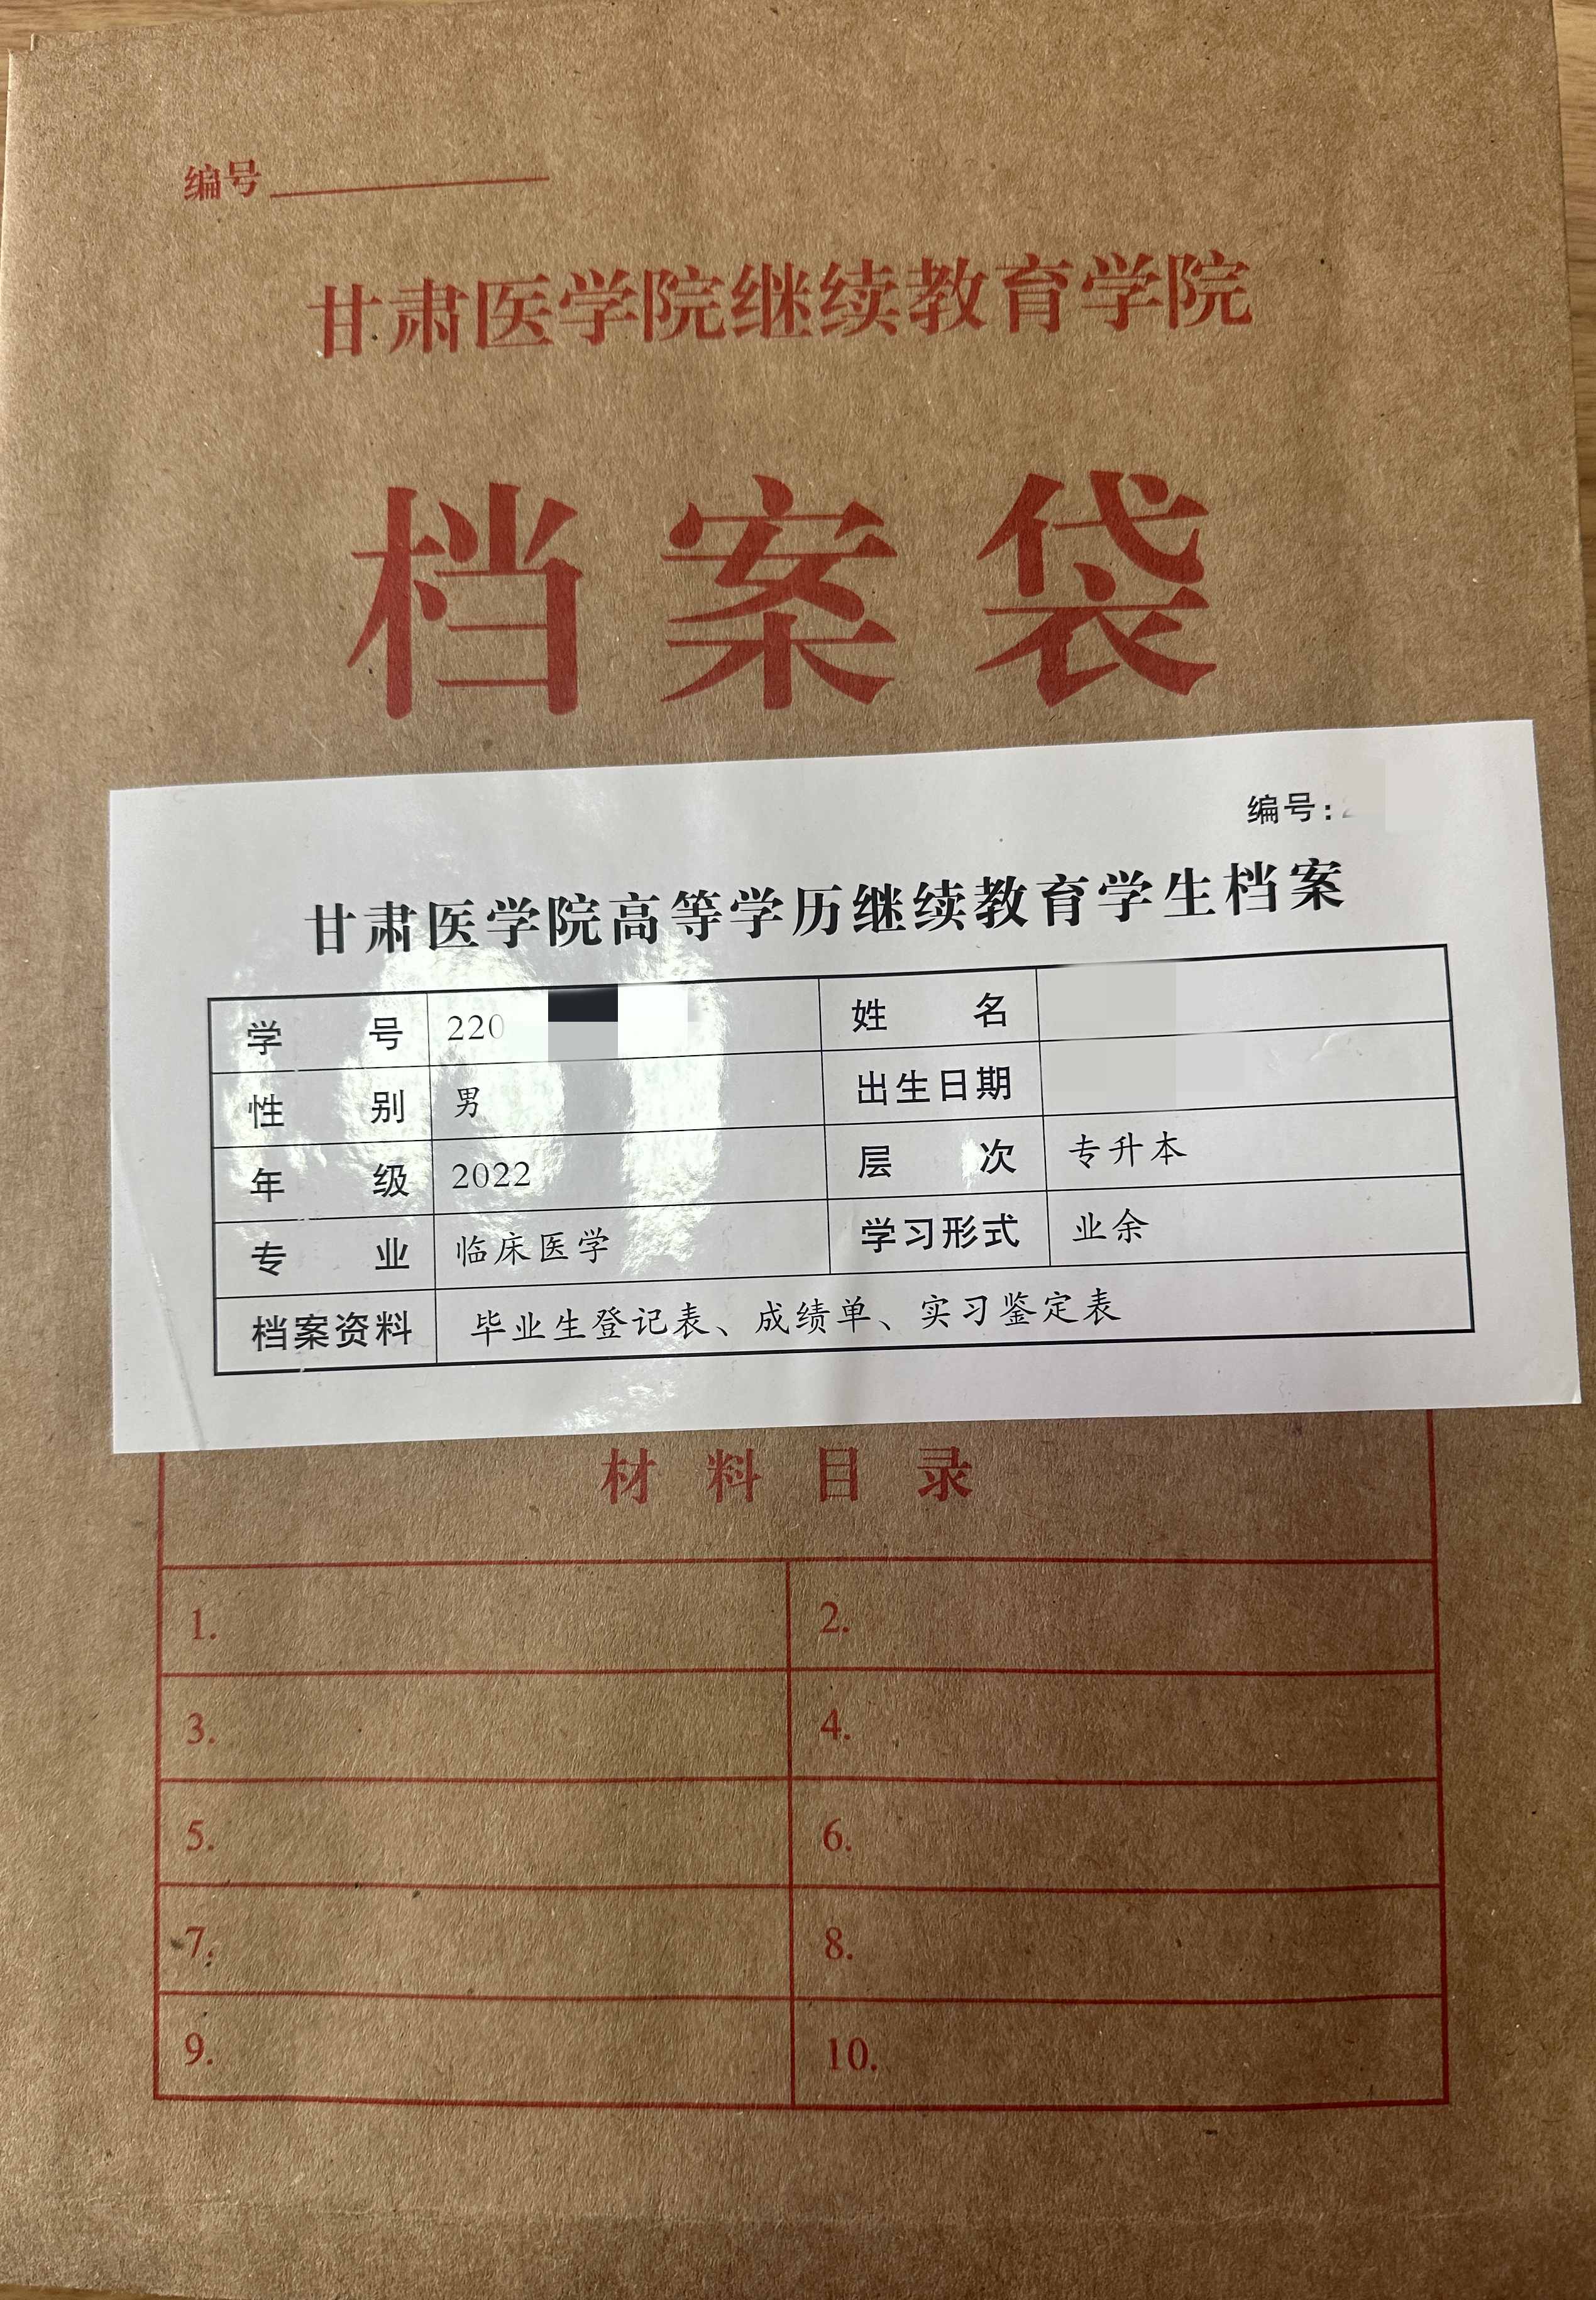 编号
甘肃医学院继续教育学院
档案袋
编号:
甘肃医学院高等学历继续教育学生档案
学号 220 姓名
性别 男 出生日期
年级 2022 层次 专升本
专业 临床医学 学习形式 业余
档案资料 毕业生登记表、成绩单、实习鉴定表
材料目录
1. 2.
3. 4.
5. 6.
7. 8.
9. 10.